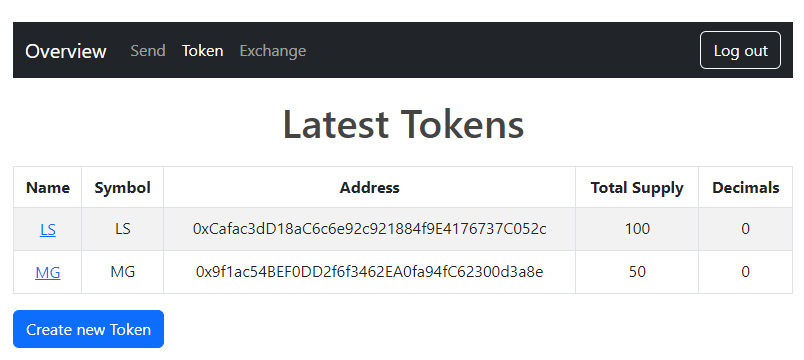 Overview Send Token Exchange Log out
Latest Tokens
Name Symbol Address Total Supply Decimals
LS LS 0xCafac3dD18aC6c6e92c921884f9E4176737C052c 100 0
MG MG 0x9f1ac54BEF0DD2f6f3462EA0fa94fC62300d3a8e 50 0
Create new Token